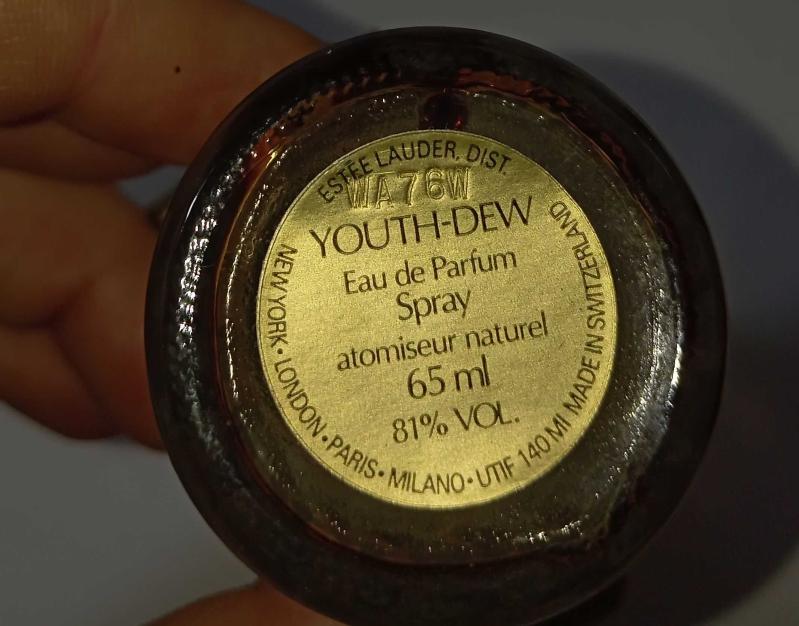 ESTĒE LAUDER, DIST.
WA76W
YOUTH-DEW
Eau de Parfum
Spray
atomiseur naturel
65 ml
81% VOL.
NEW YORK • LONDON • PARIS • MILANO • UTIF 140 MI MADE IN SWITZERLAND